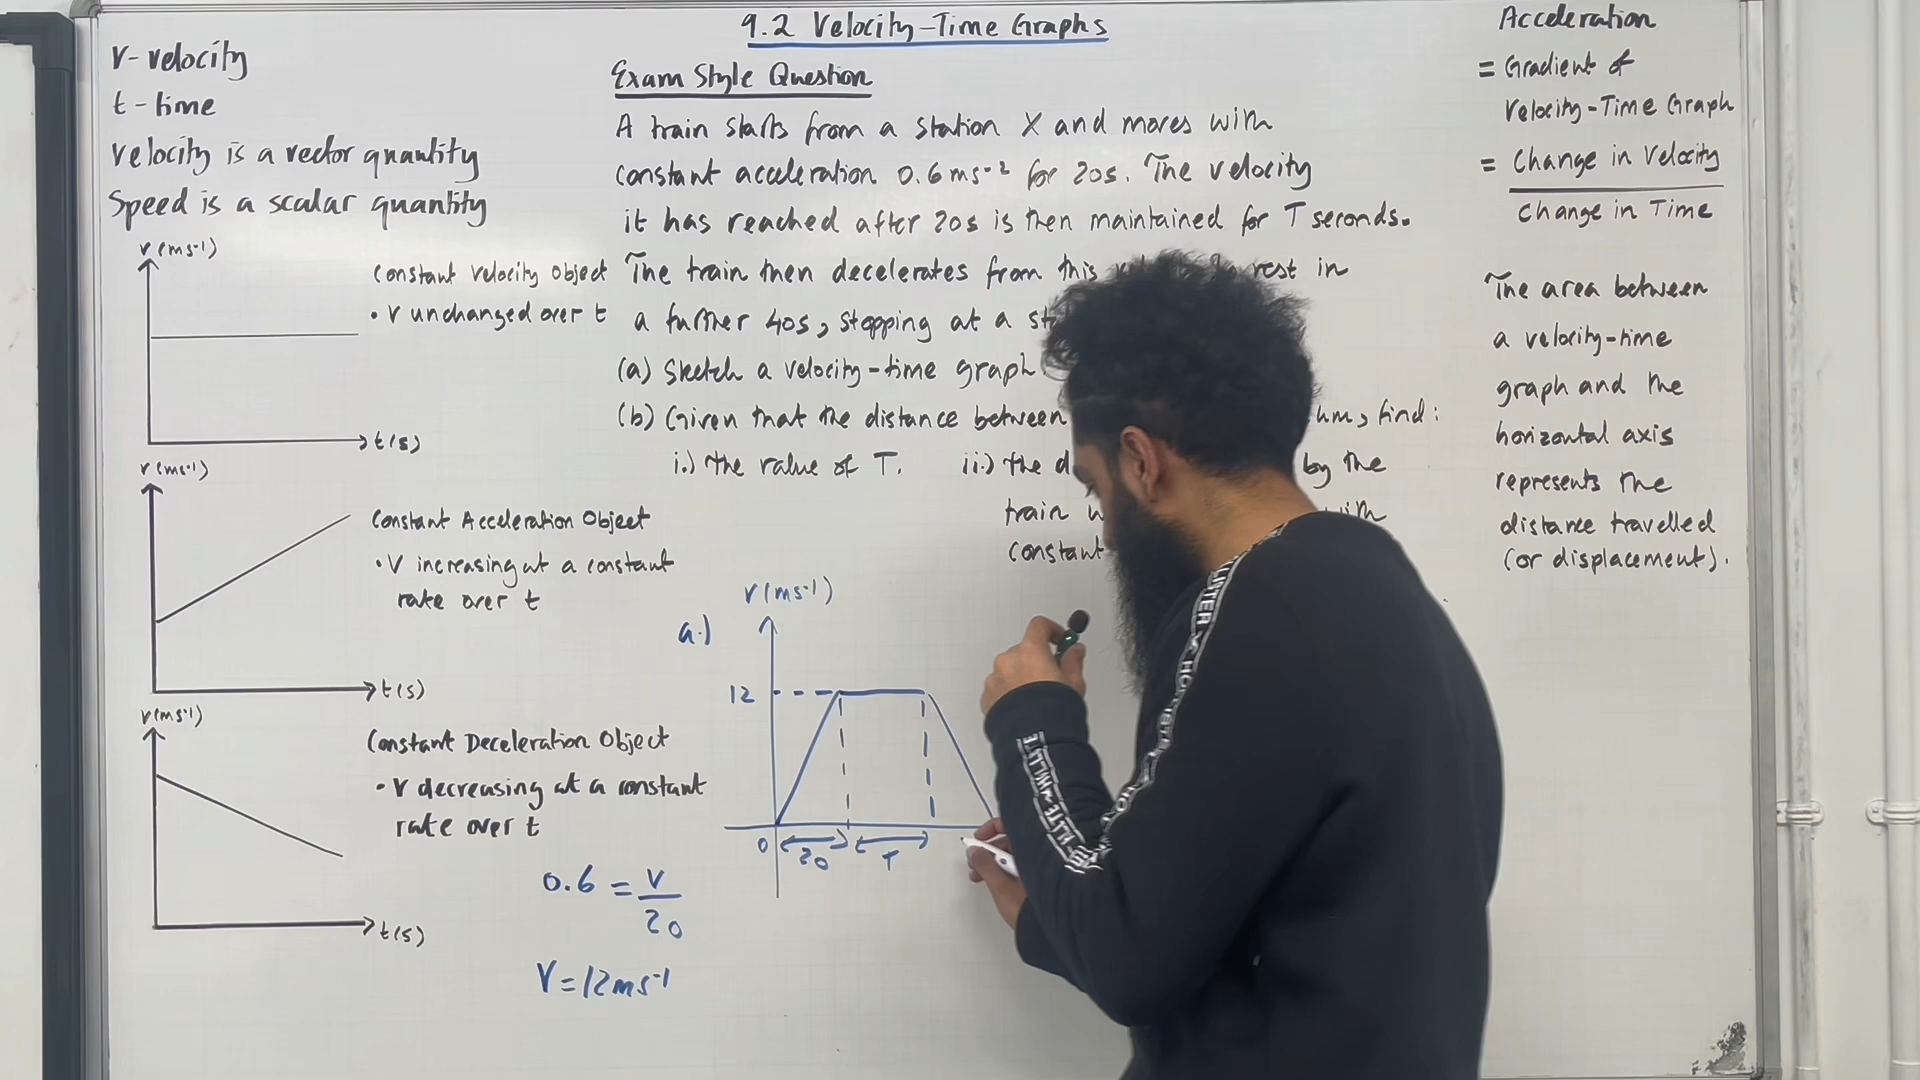 9.2 Velocity-Time Graphs
v - velocity
t - time
Velocity is a vector quantity
Speed is a scalar quantity
v(ms-¹)
Constant Velocity Object
• v unchanged over t
t(s)
v(ms-¹)
Constant Acceleration Object
• v increasing at a constant
rate over t
t(s)
v(ms-¹)
Constant Deceleration Object
• v decreasing at a constant
rate over t
t(s)
Exam Style Question
A train starts from a station X and moves with
constant acceleration 0.6ms-² for 20s. The velocity
it has reached after 20s is then maintained for T seconds.
The train then decelerates from this rest in
a further 40s, stopping at a
(a) Sketch a velocity-time graph
(b) Given that the distance between find:
i.) the value of T. ii.) the by the
train
constant
a.)
v(ms-¹)
12
0 20 T
0.6 = v/20
V = 12ms-¹
Acceleration
= Gradient of
Velocity-Time Graph
= Change in Velocity
Change in Time
The area between
a velocity-time
graph and the
horizontal axis
represents the
distance travelled
(or displacement).